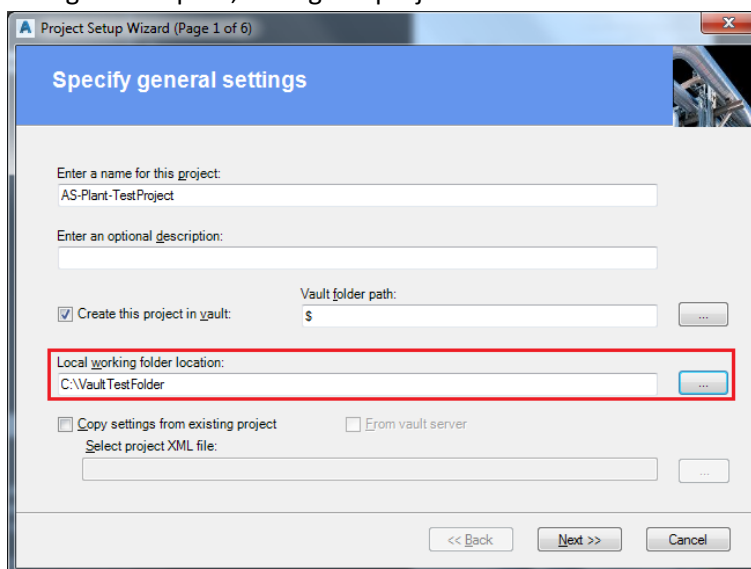 Project Setup Wizard (Page 1 of 6)
Specify general settings
Enter a name for this project:
AS-Plant-TestProject
Enter an optional description:
Vault folder path:
Create this project in vault:
$
...
Local working folder location:
C:\VaultTestFolder
...
Copy settings from existing project
From vault server
Select project XML file:
...
<< Back
Next >>
Cancel